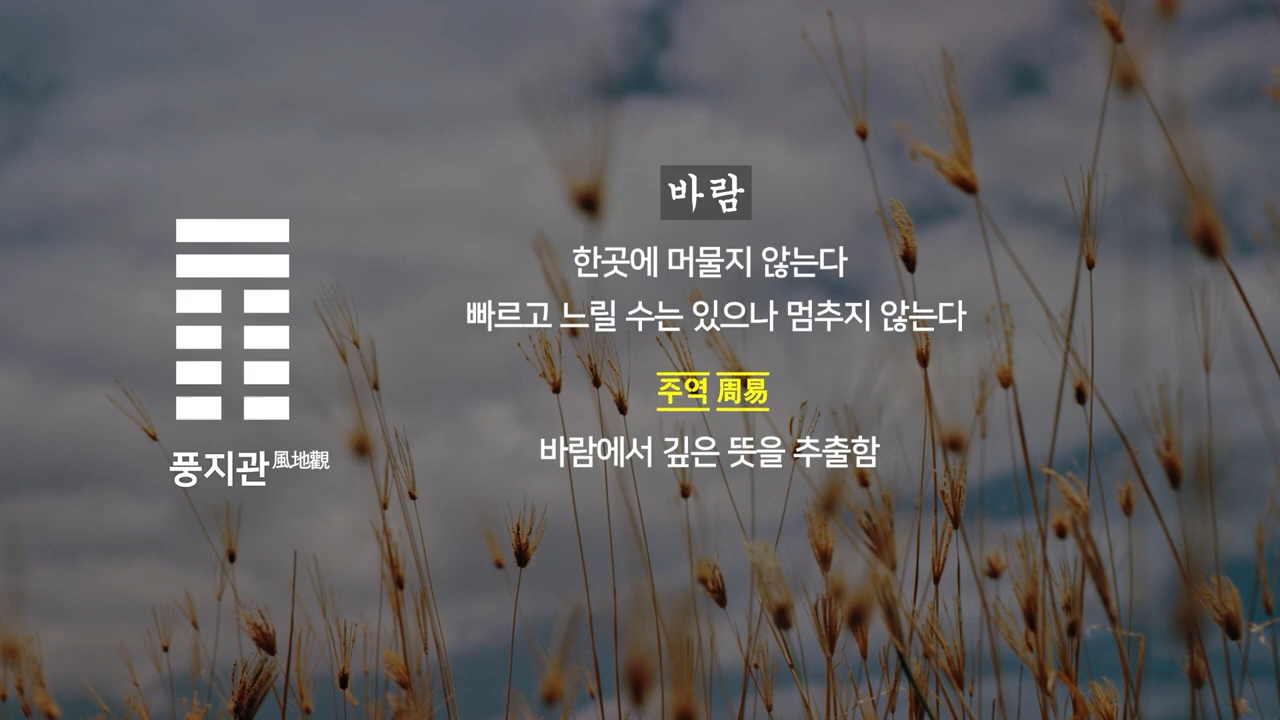 풍지관 風地觀
바람
한곳에 머물지 않는다
빠르고 느릴 수는 있으나 멈추지 않는다
주역 周易
바람에서 깊은 뜻을 추출함